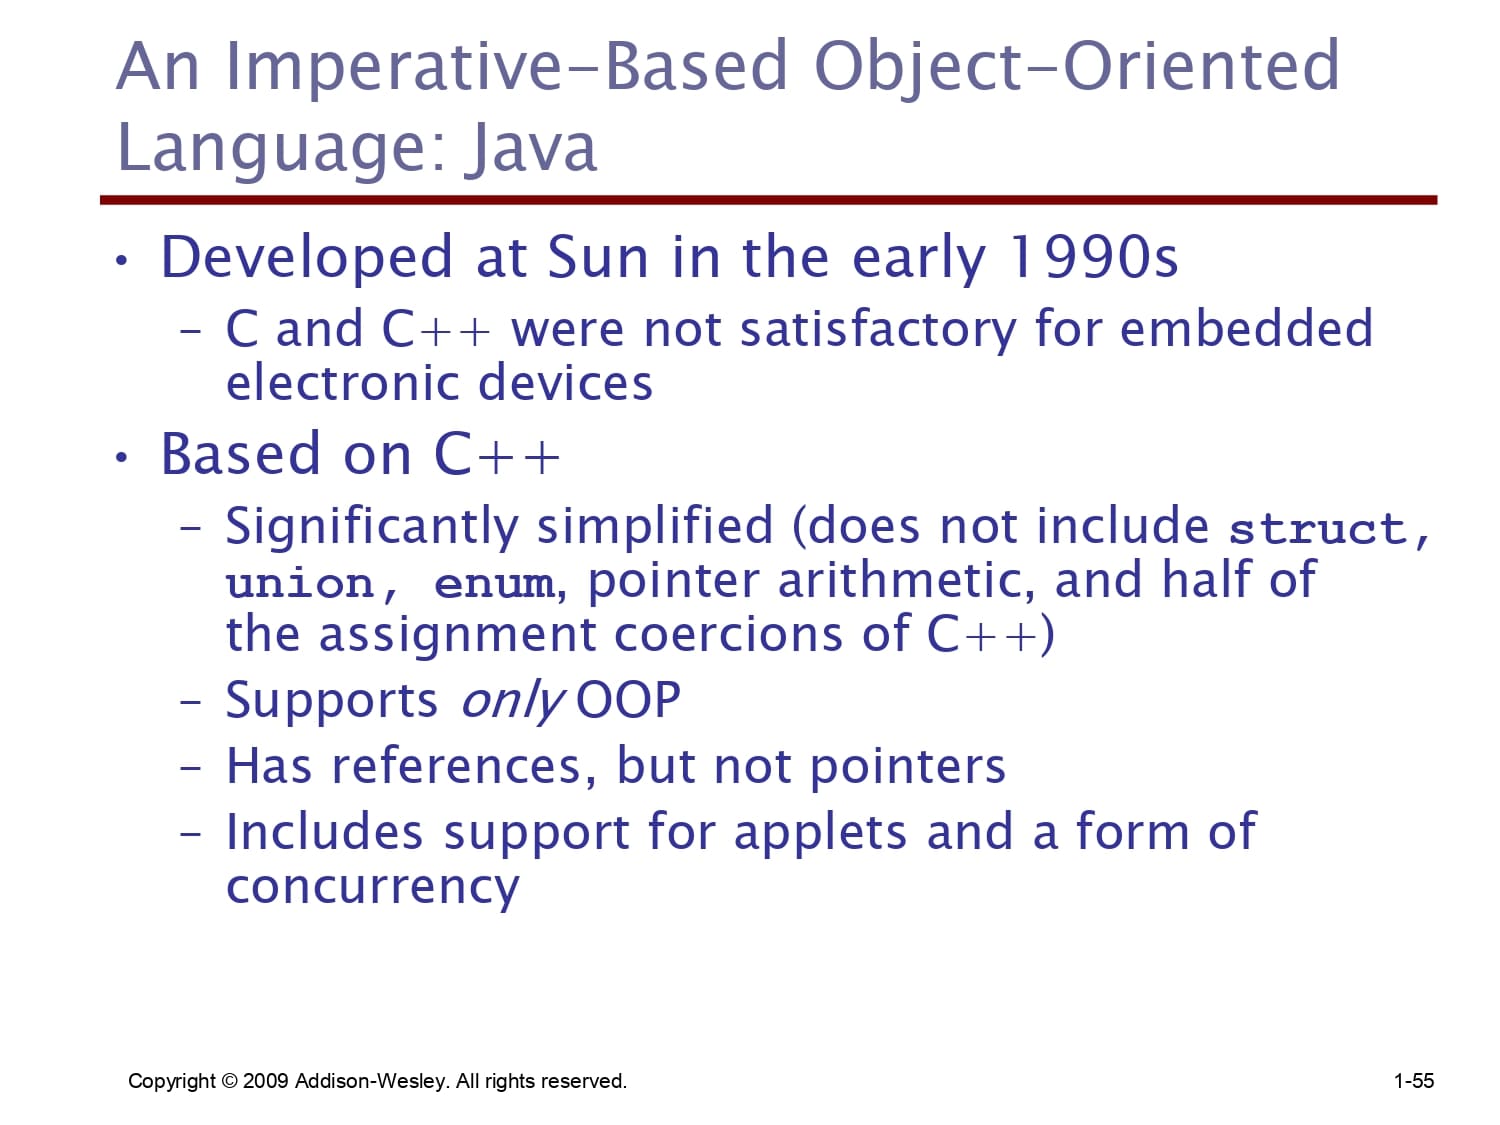 An Imperative-Based Object-Oriented
Language: Java
• Developed at Sun in the early 1990s
– C and C++ were not satisfactory for embedded
electronic devices
• Based on C++
– Significantly simplified (does not include struct,
union, enum, pointer arithmetic, and half of
the assignment coercions of C++)
– Supports only OOP
– Has references, but not pointers
– Includes support for applets and a form of
concurrency
Copyright © 2009 Addison-Wesley. All rights reserved.
1-55